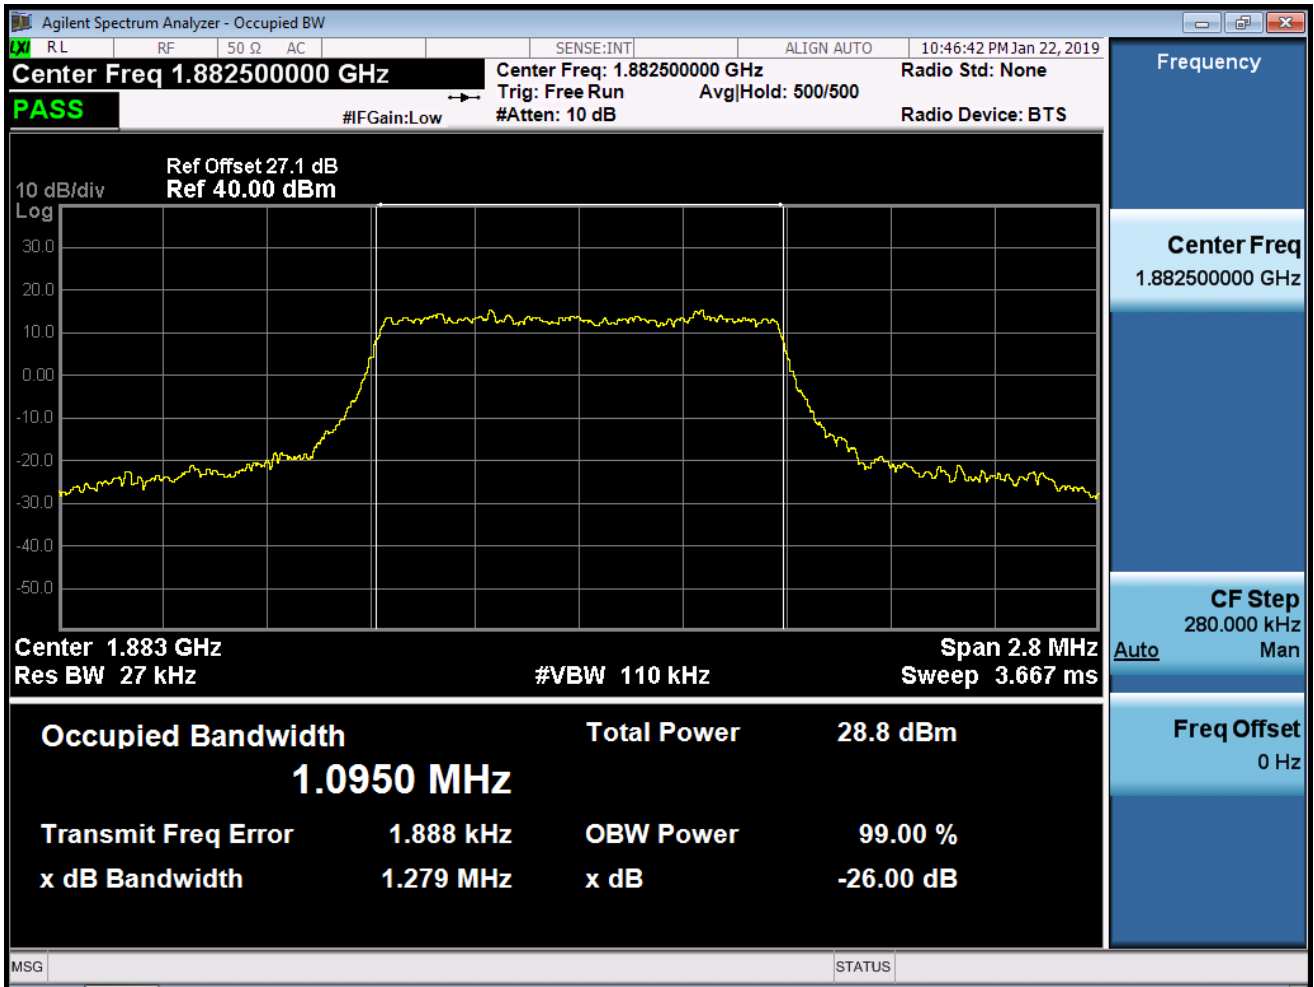 Agilent Spectrum Analyzer - Occupied BW
LXI RL RF 50 Ω AC SENSE:INT ALIGN AUTO 10:46:42 PM Jan 22, 2019
Center Freq 1.882500000 GHz
Center Freq: 1.882500000 GHz
Radio Std: None
Trig: Free Run Avg|Hold: 500/500
PASS
#IFGain:Low
#Atten: 10 dB
Radio Device: BTS
Ref Offset 27.1 dB
10 dB/div Ref 40.00 dBm
Log
30.0
20.0
10.0
0.00
-10.0
-20.0
-30.0
-40.0
-50.0
Center 1.883 GHz Span 2.8 MHz
Res BW 27 kHz #VBW 110 kHz Sweep 3.667 ms
Occupied Bandwidth Total Power 28.8 dBm
1.0950 MHz
Transmit Freq Error 1.888 kHz OBW Power 99.00 %
x dB Bandwidth 1.279 MHz x dB -26.00 dB
Frequency
Center Freq
1.882500000 GHz
CF Step
280.000 kHz
Auto Man
Freq Offset
0 Hz
MSG STATUS